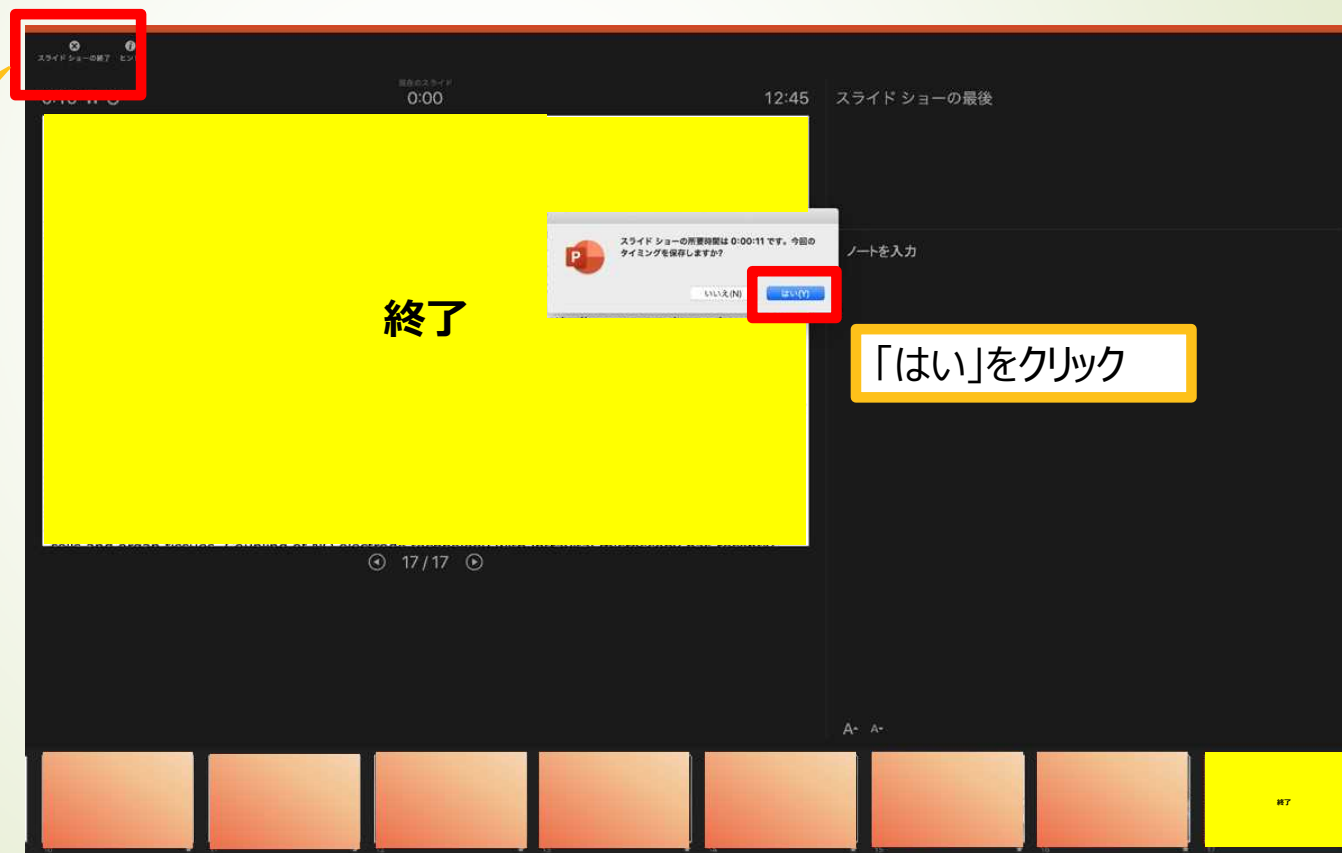 スライド ショーの終了
現在のスライド
0:00
12:45
スライド ショーの最後
スライド ショーの所要時間は 0:00:11 です。今回の
タイミングを保存しますか?
いいえ(N)
はい(Y)
ノートを入力
終了
「はい」をクリック
17/17
A
A
終了